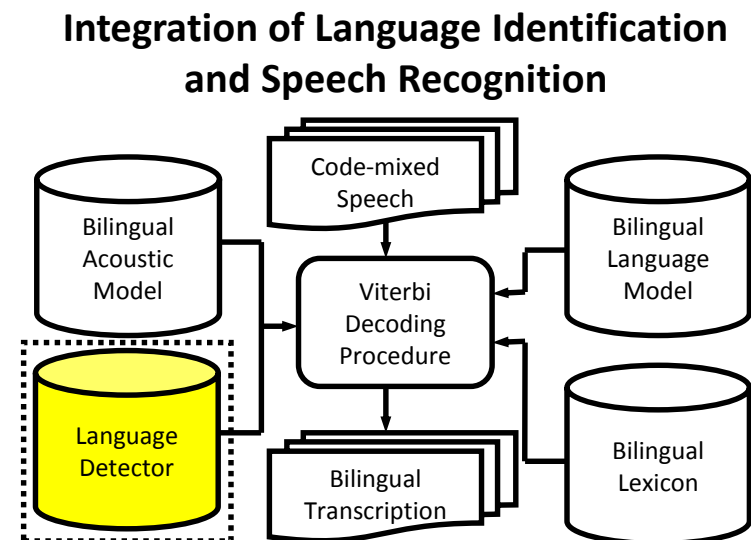 Integration of Language Identification
and Speech Recognition
Code-mixed
Speech
Bilingual
Acoustic
Model
Viterbi
Decoding
Procedure
Bilingual
Language
Model
Language
Detector
Bilingual
Transcription
Bilingual
Lexicon